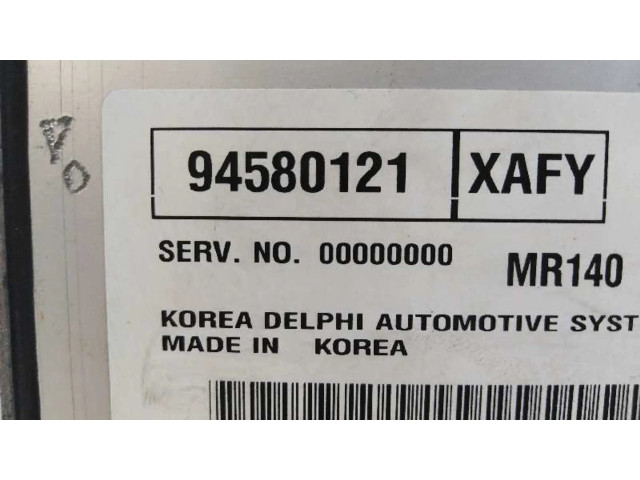 94580121 XAFY
SERV. NO. 00000000 MR140
KOREA DELPHI AUTOMOTIVE SYST
MADE IN KOREA